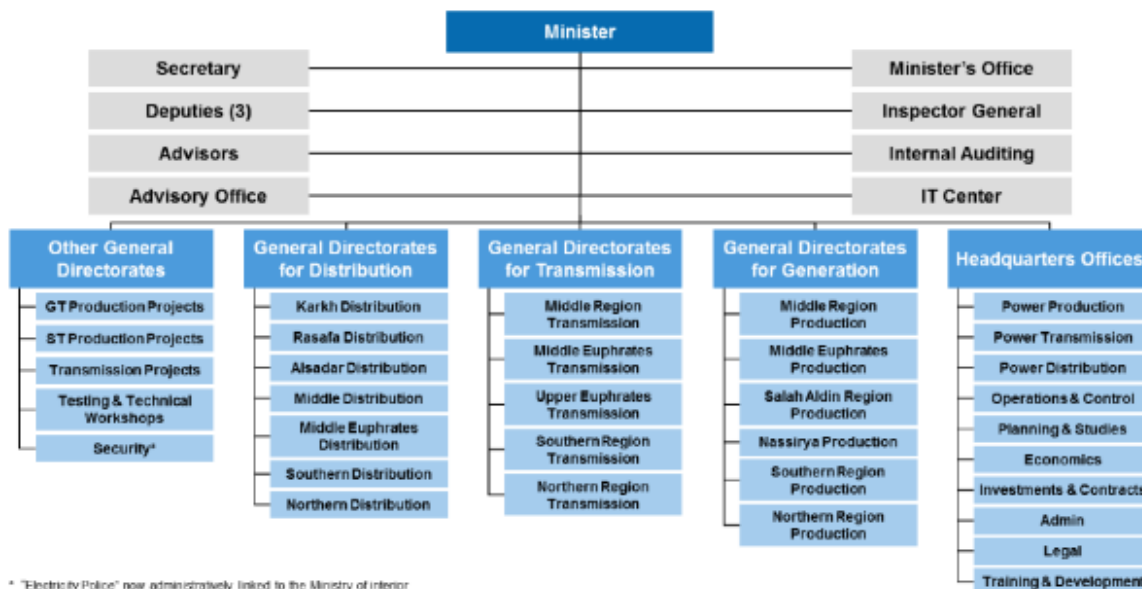 Minister
Secretary
Minister's Office
Deputies (3)
Inspector General
Advisors
Internal Auditing
Advisory Office
IT Center
Other General
Directorates
GT Production Projects
ST Production Projects
Transmission Projects
Testing & Technical
Workshops
Security*
General Directorates
for Distribution
Karkh Distribution
Rasafa Distribution
Alsadar Distribution
Middle Distribution
Middle Euphrates
Distribution
Southern Distribution
Northern Distribution
General Directorates
for Transmission
Middle Region
Transmission
Middle Euphrates
Transmission
Upper Euphrates
Transmission
Southern Region
Transmission
Northern Region
Transmission
General Directorates
for Generation
Middle Region
Production
Middle Euphrates
Production
Salah Aldin Region
Production
Nassirya Production
Southern Region
Production
Northern Region
Production
Headquarters Offices
Power Production
Power Transmission
Power Distribution
Operations & Control
Planning & Studies
Economics
Investments & Contracts
Admin
Legal
Training & Development
* "Electricity Police" now administratively linked to the Ministry of interior